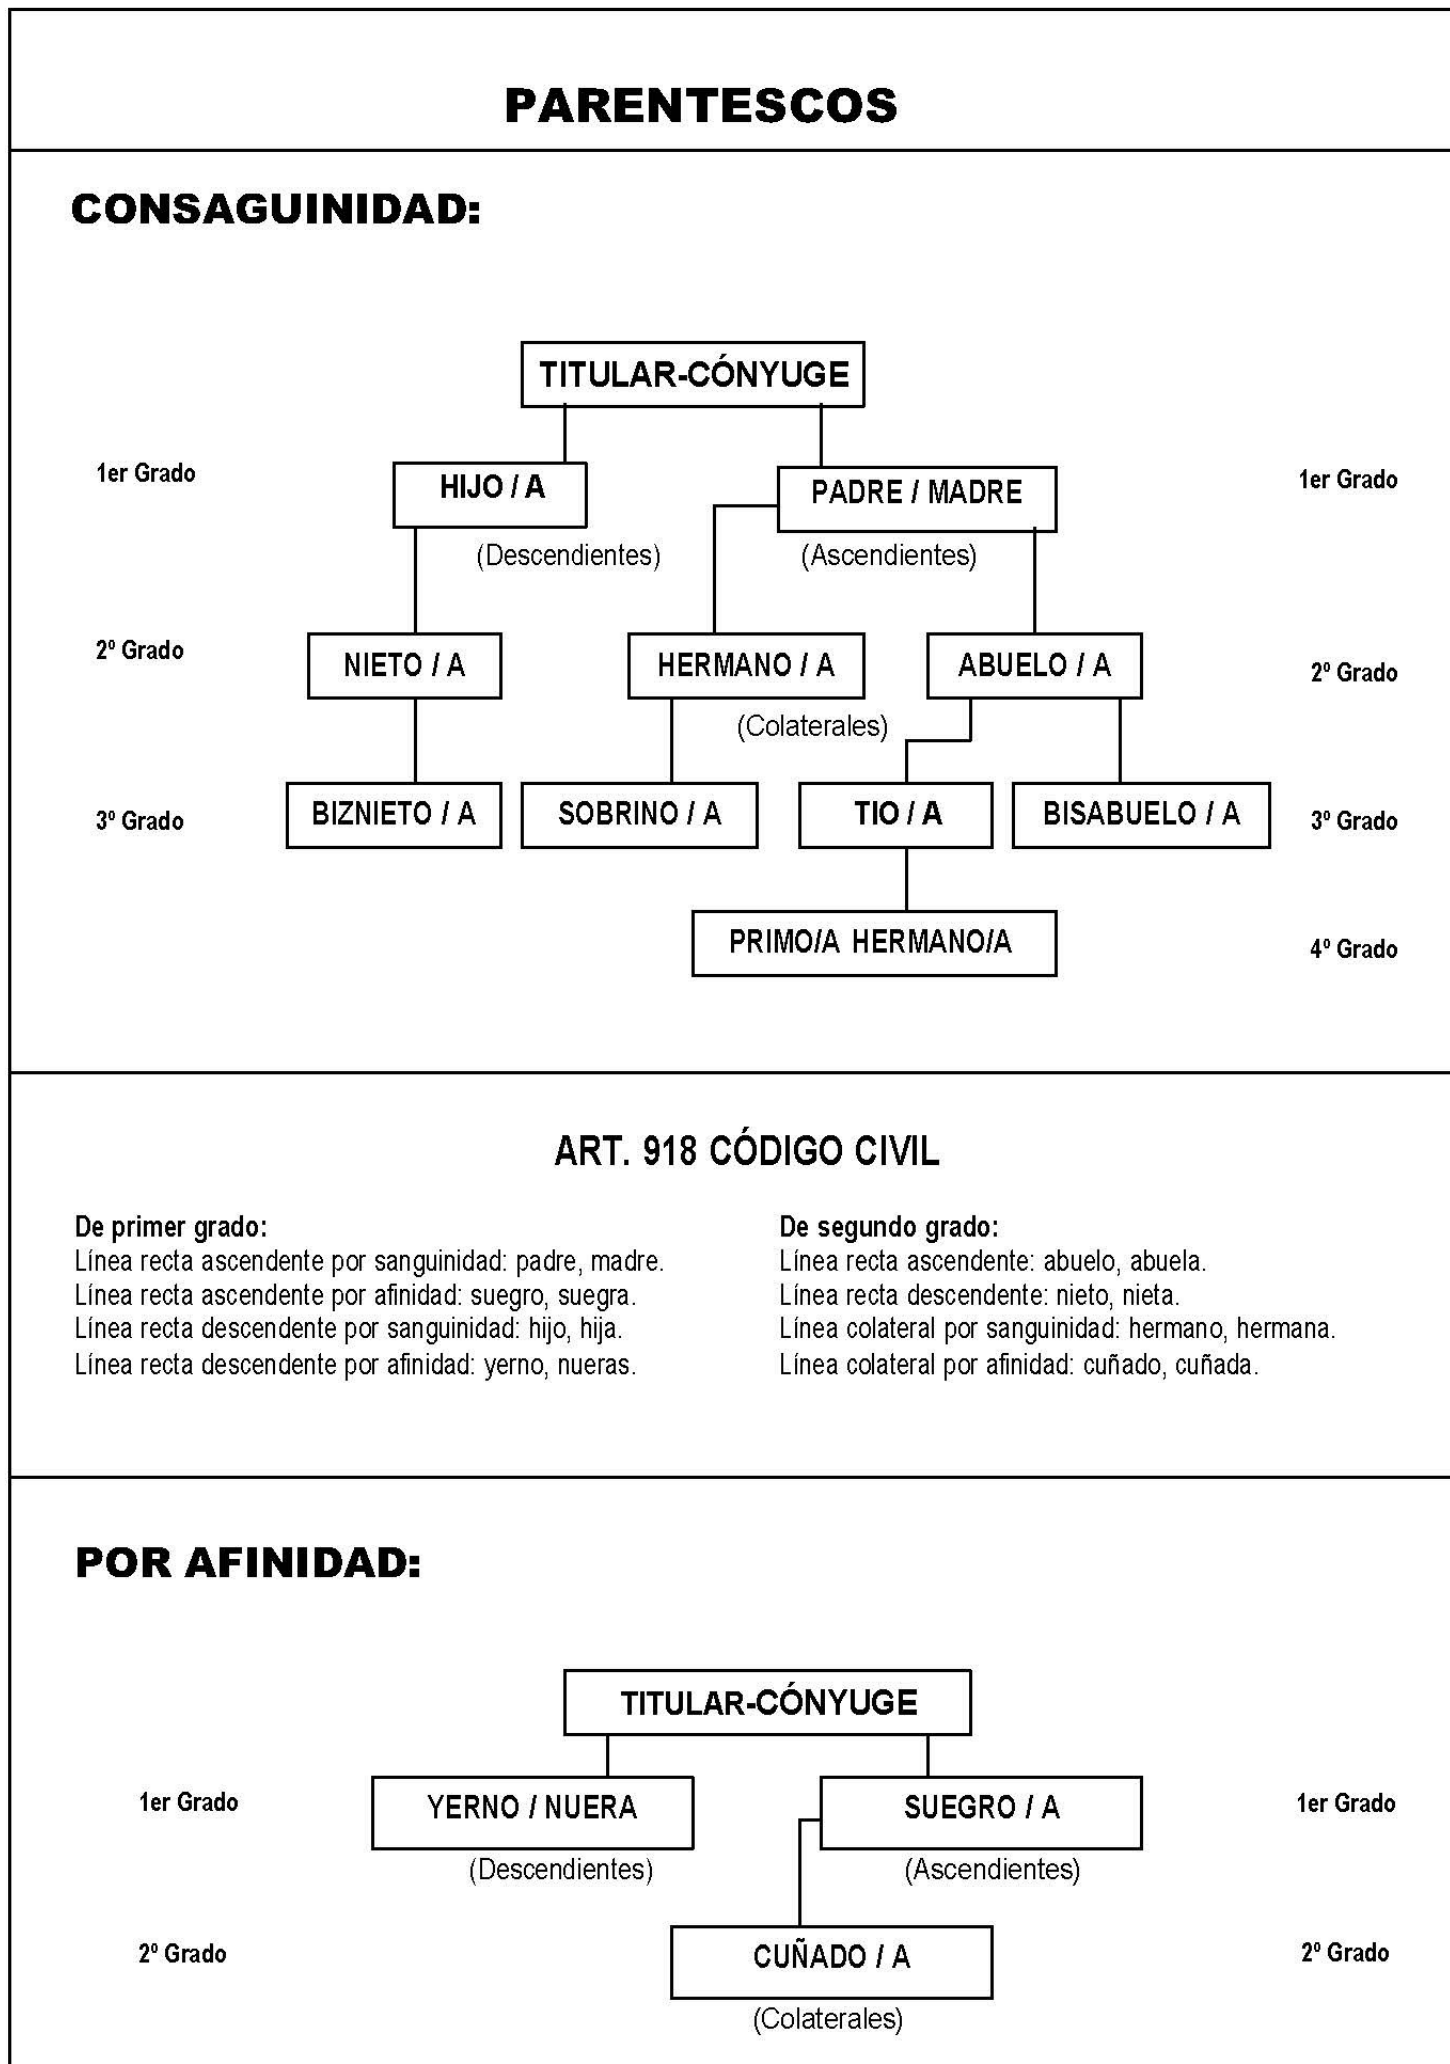 PARENTESCOS
CONSAGUINIDAD:
TITULAR-CÓNYUGE
1er Grado
HIJO / A
PADRE / MADRE
1er Grado
(Descendientes)
(Ascendientes)
2º Grado
NIETO / A
HERMANO / A
ABUELO / A
2º Grado
(Colaterales)
3º Grado
BIZNIETO / A
SOBRINO / A
TIO / A
BISABUELO / A
3º Grado
PRIMO/A HERMANO/A
4º Grado
ART. 918 CÓDIGO CIVIL
De primer grado:
Línea recta ascendente por sanguinidad: padre, madre.
Línea recta ascendente por afinidad: suegro, suegra.
Línea recta descendente por sanguinidad: hijo, hija.
Línea recta descendente por afinidad: yerno, nueras.
De segundo grado:
Línea recta ascendente: abuelo, abuela.
Línea recta descendente: nieto, nieta.
Línea colateral por sanguinidad: hermano, hermana.
Línea colateral por afinidad: cuñado, cuñada.
POR AFINIDAD:
TITULAR-CÓNYUGE
1er Grado
YERNO / NUERA
SUEGRO / A
1er Grado
(Descendientes)
(Ascendientes)
2º Grado
CUÑADO / A
2º Grado
(Colaterales)